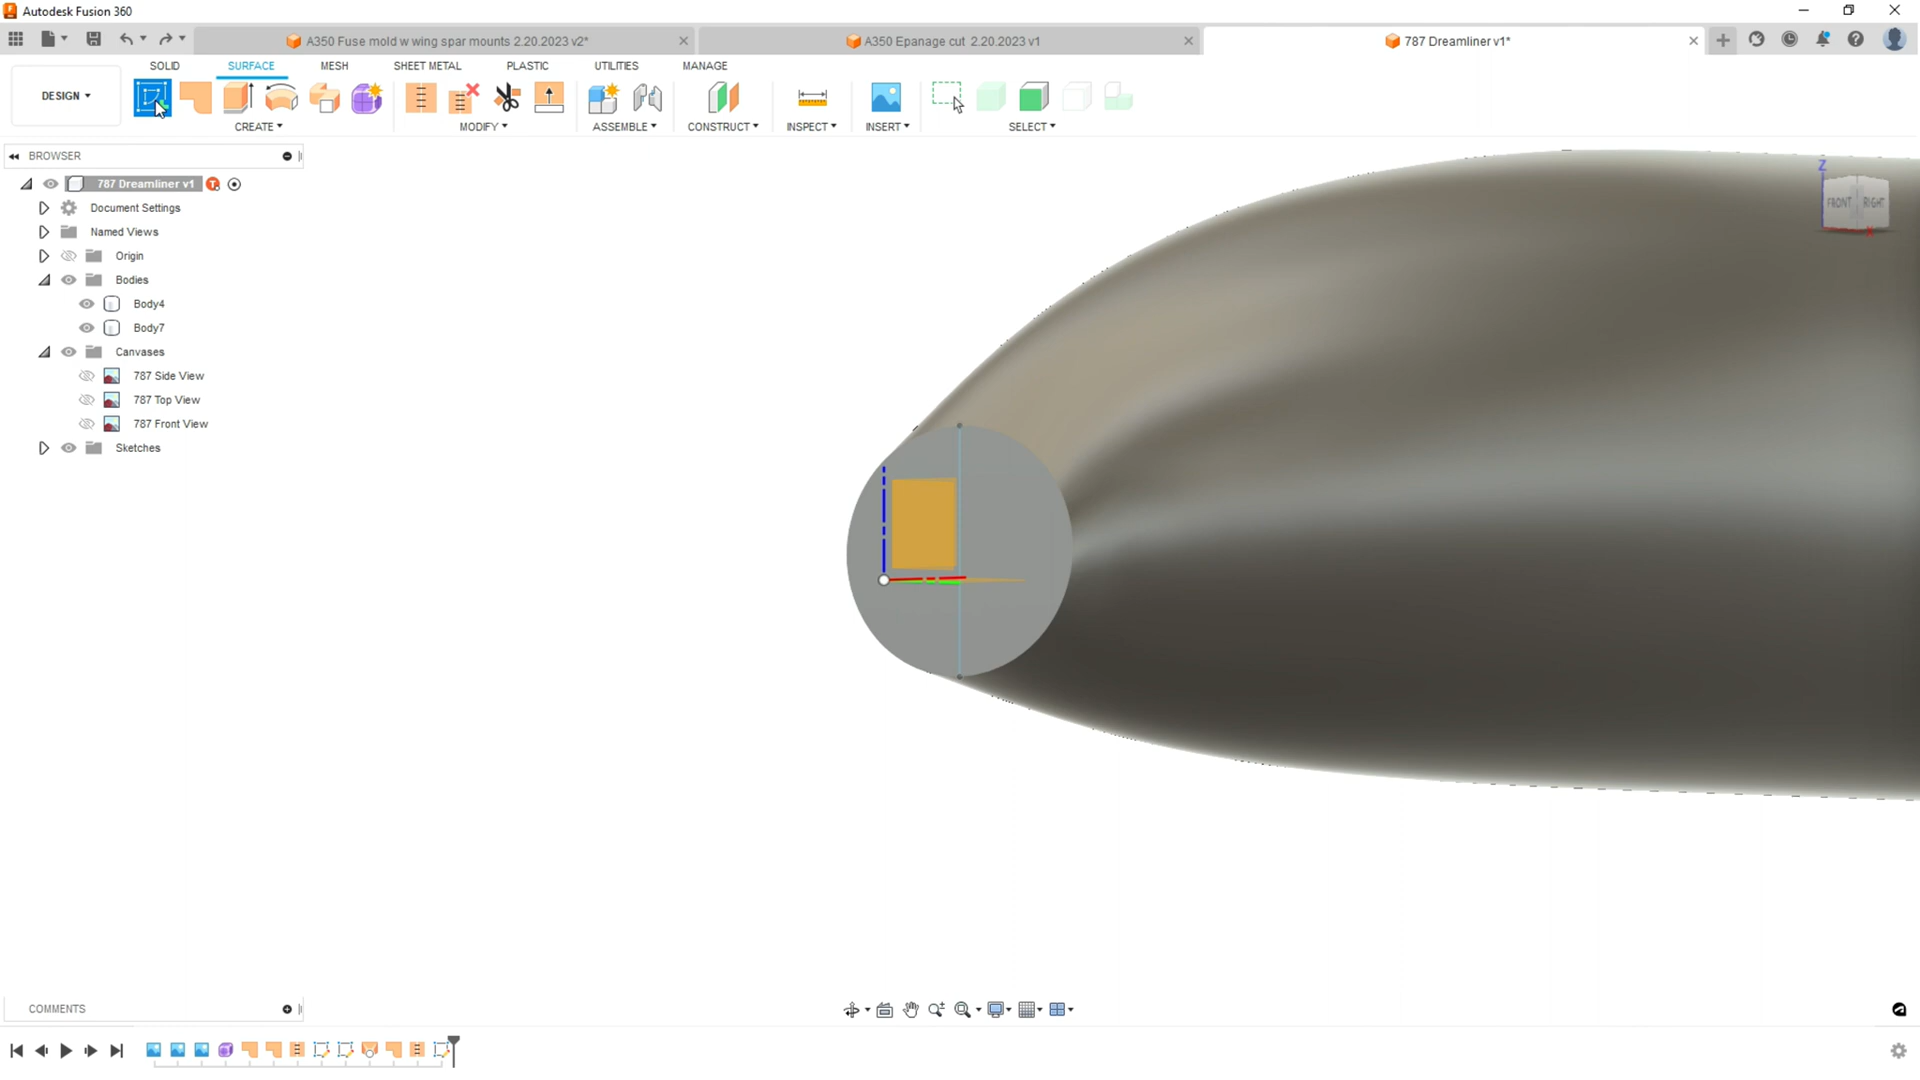 Autodesk Fusion 360
A350 Fuse mold w wing spar mounts 2.20.2023 v2*
A350 Epanage cut 2.20.2023 v1
787 Dreamliner v1*
SOLID SURFACE MESH SHEET METAL PLASTIC UTILITIES MANAGE
DESIGN ▾
CREATE ▾ MODIFY ▾ ASSEMBLE ▾ CONSTRUCT ▾ INSPECT ▾ INSERT ▾ SELECT ▾
BROWSER
787 Dreamliner v1
Document Settings
Named Views
Origin
Bodies
Body4
Body7
Canvases
787 Side View
787 Top View
787 Front View
Sketches
Z
FRONT RIGHT
X
COMMENTS